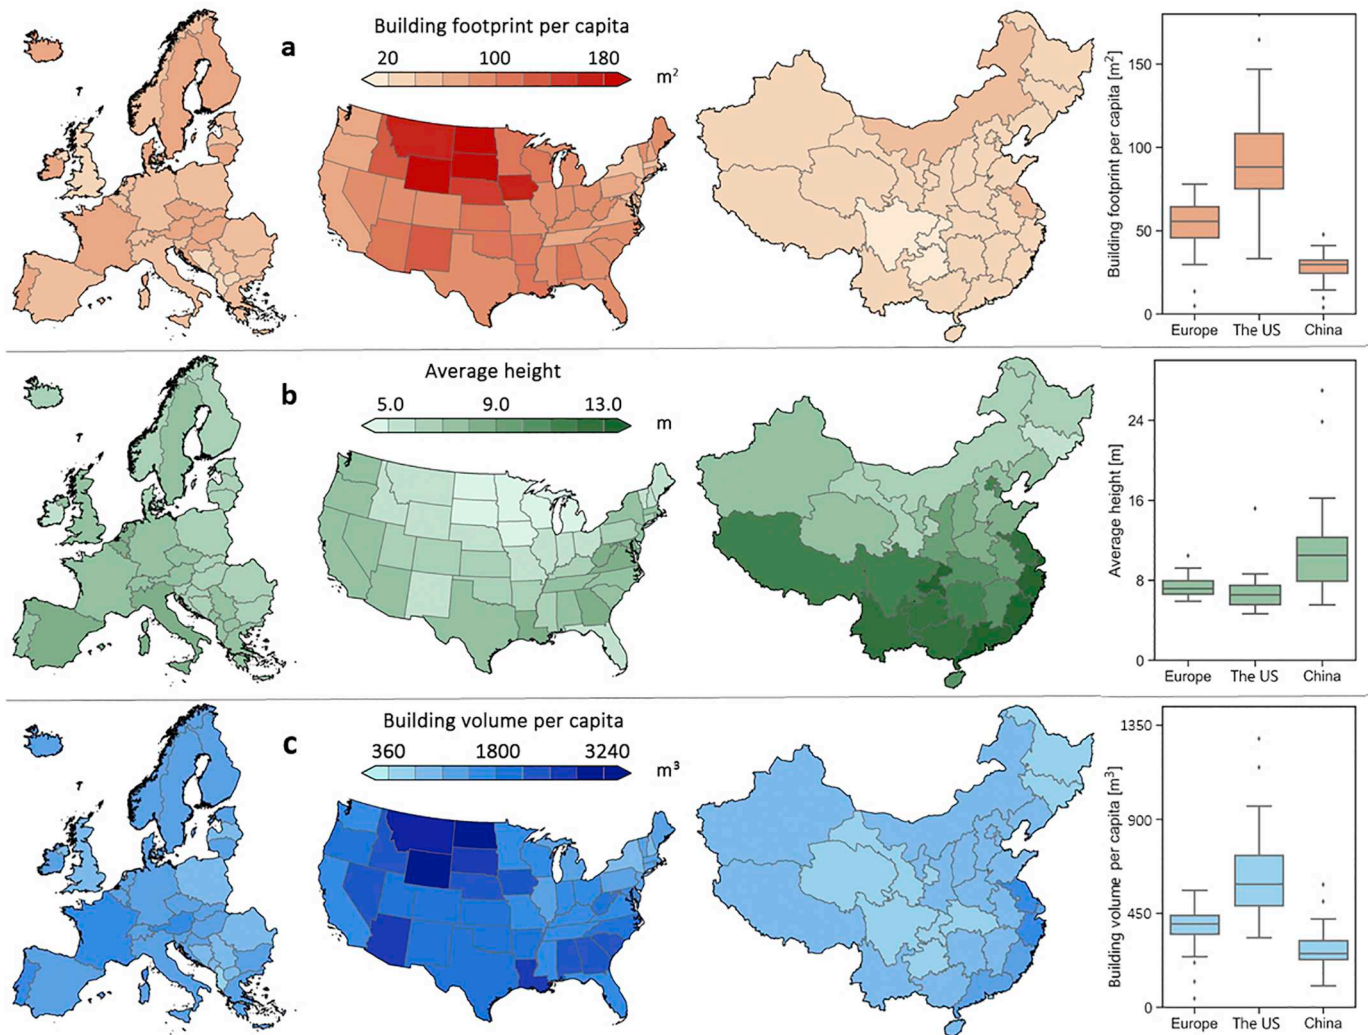 a
Building footprint per capita
20 100 180
m²
Building footprint per capita [m²]
150
100
50
0
Europe The US China
b
Average height
5.0 9.0 13.0
m
Average height [m]
24
16
8
0
Europe The US China
c
Building volume per capita
360 1800 3240
m³
Building volume per capita [m³]
1350
900
450
0
Europe The US China